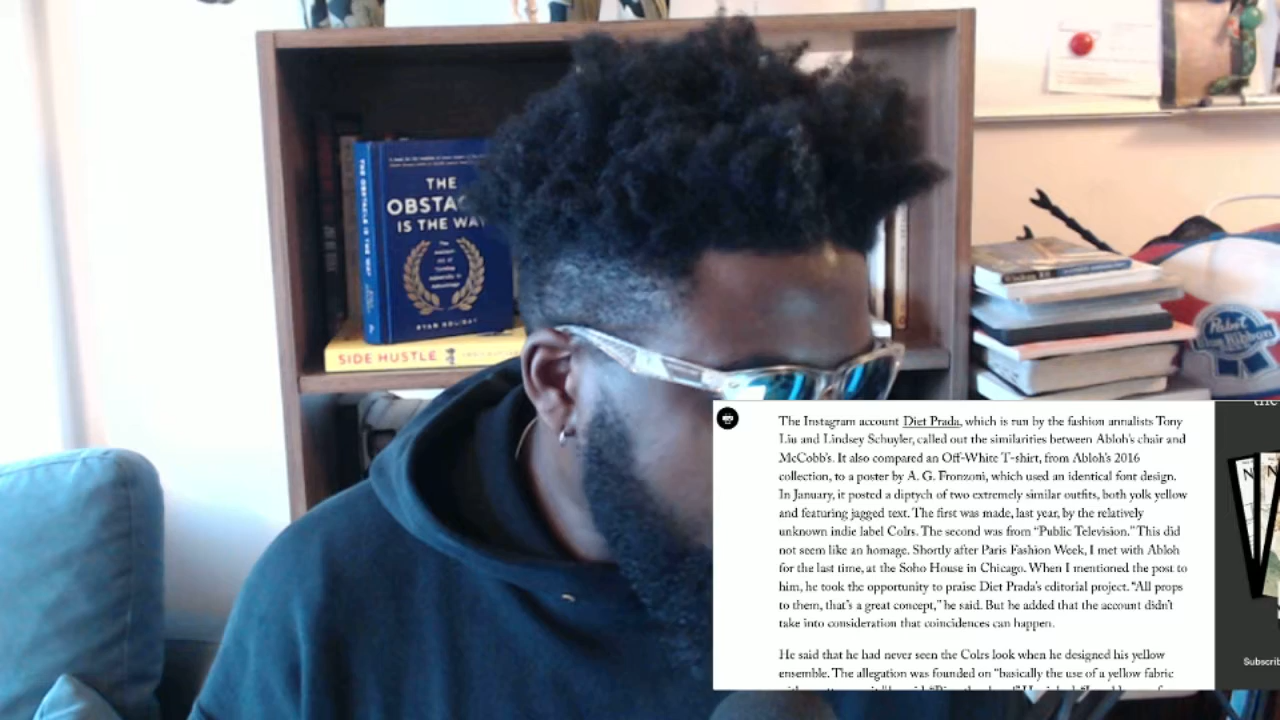 THE
OBSTA
IS THE WAY
THE OBSTACLE IS THE WAY
RYAN HOLIDAY
SIDE HUSTLE
Pabst
Blue Ribbon
the
The Instagram account Diet Prada, which is run by the fashion annalists Tony
Liu and Lindsey Schuyler, called out the similarities between Abloh's chair and
McCobb's. It also compared an Off-White T-shirt, from Abloh's 2016
collection, to a poster by A. G. Fronzoni, which used an identical font design.
In January, it posted a diptych of two extremely similar outfits, both yolk yellow
and featuring jagged text. The first was made, last year, by the relatively
unknown indie label Colrs. The second was from “Public Television.” This did
not seem like an homage. Shortly after Paris Fashion Week, I met with Abloh
for the last time, at the Soho House in Chicago. When I mentioned the post to
him, he took the opportunity to praise Diet Prada's editorial project. “All props
to them, that's a great concept,” he said. But he added that the account didn't
take into consideration that coincidences can happen.
He said that he had never seen the Colrs look when he designed his yellow
ensemble. The allegation was founded on “basically the use of a yellow fabric
Subscrib